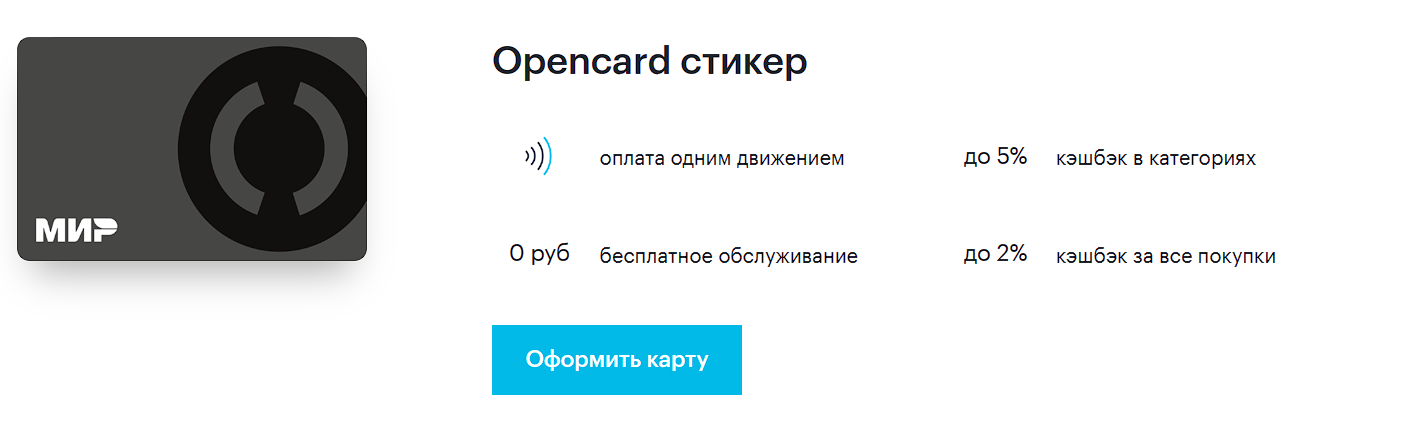 Opencard стикер
оплата одним движением
до 5% кэшбэк в категориях
0 руб бесплатное обслуживание
до 2% кэшбэк за все покупки
Оформить карту
МИР